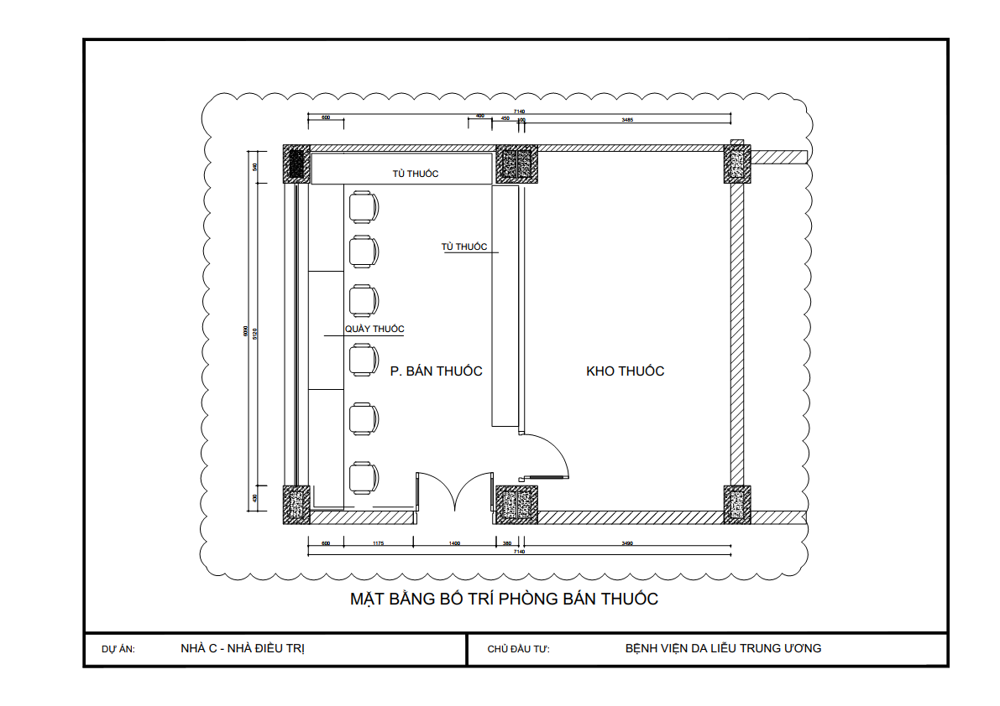 7140
600
400
450
100
3485
540
TỦ THUỐC
TỦ THUỐC
6090
5120
QUẦY THUỐC
P. BÁN THUỐC
KHO THUỐC
430
600
1175
1400
380
3490
7140
MẶT BẰNG BỐ TRÍ PHÒNG BÁN THUỐC
DỰ ÁN: NHÀ C - NHÀ ĐIỀU TRỊ
CHỦ ĐẦU TƯ: BỆNH VIỆN DA LIỄU TRUNG ƯƠNG